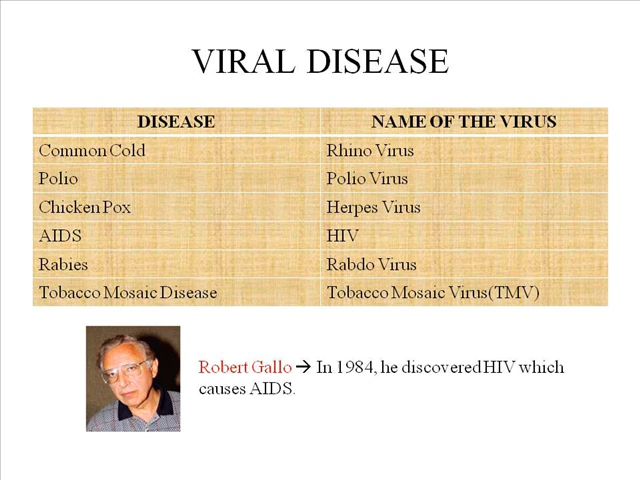 VIRAL DISEASE
DISEASE NAME OF THE VIRUS
Common Cold Rhino Virus
Polio Polio Virus
Chicken Pox Herpes Virus
AIDS HIV
Rabies Rabdo Virus
Tobacco Mosaic Disease Tobacco Mosaic Virus(TMV)
Robert Gallo → In 1984, he discovered HIV which
causes AIDS.